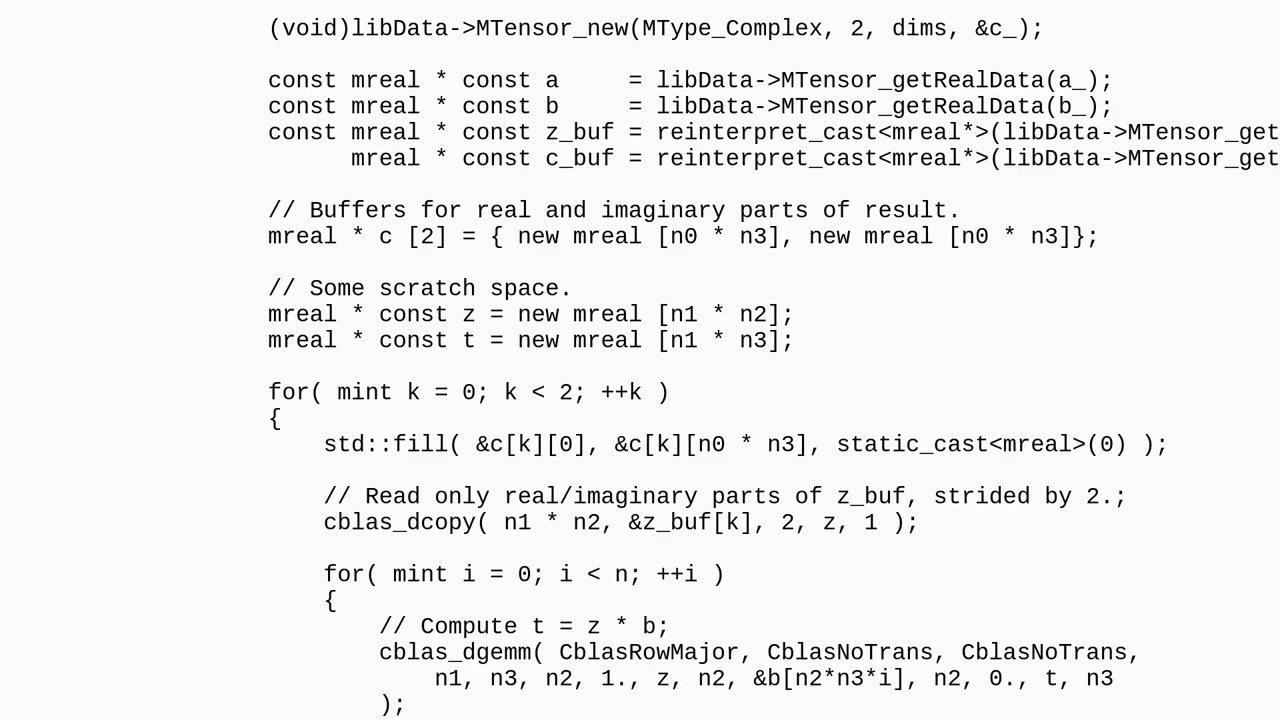 (void)libData->MTensor_new(MType_Complex, 2, dims, &c_);
const mreal * const a     = libData->MTensor_getRealData(a_);
const mreal * const b     = libData->MTensor_getRealData(b_);
const mreal * const z_buf = reinterpret_cast<mreal*>(libData->MTensor_get
      mreal * const c_buf = reinterpret_cast<mreal*>(libData->MTensor_get
// Buffers for real and imaginary parts of result.
mreal * c [2] = { new mreal [n0 * n3], new mreal [n0 * n3]};
// Some scratch space.
mreal * const z = new mreal [n1 * n2];
mreal * const t = new mreal [n1 * n3];
for( mint k = 0; k < 2; ++k )
{
    std::fill( &c[k][0], &c[k][n0 * n3], static_cast<mreal>(0) );
    // Read only real/imaginary parts of z_buf, strided by 2.;
    cblas_dcopy( n1 * n2, &z_buf[k], 2, z, 1 );
    for( mint i = 0; i < n; ++i )
    {
        // Compute t = z * b;
        cblas_dgemm( CblasRowMajor, CblasNoTrans, CblasNoTrans,
            n1, n3, n2, 1., z, n2, &b[n2*n3*i], n2, 0., t, n3
        );